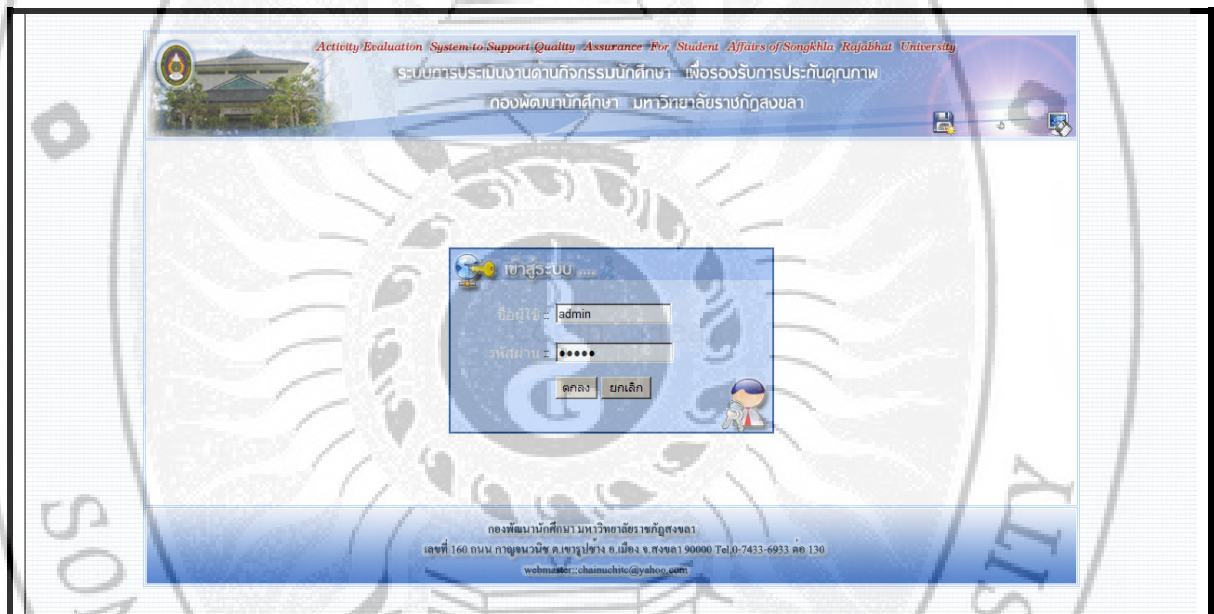 Activity Evaluation System to Support Quality Assurance For Student Affairs of Songkhla Rajabhat University
ระบบการประเมินงานด้านกิจกรรมนักศึกษา เพื่อรองรับการประกันคุณภาพ
กองพัฒนานักศึกษา มหาวิทยาลัยราชภัฏสงขลา
เข้าสู่ระบบ ....
ชื่อผู้ใช้ :: admin
รหัสผ่าน :: •••••
ตกลง ยกเลิก
กองพัฒนานักศึกษา มหาวิทยาลัยราชภัฏสงขลา
เลขที่ 160 ถนน กาญจนวนิช ต.เขารูปช้าง อ.เมือง จ.สงขลา 90000 Tel,0-7433-6933 ต่อ 130
webmaster::chainuchitc@yahoo.com